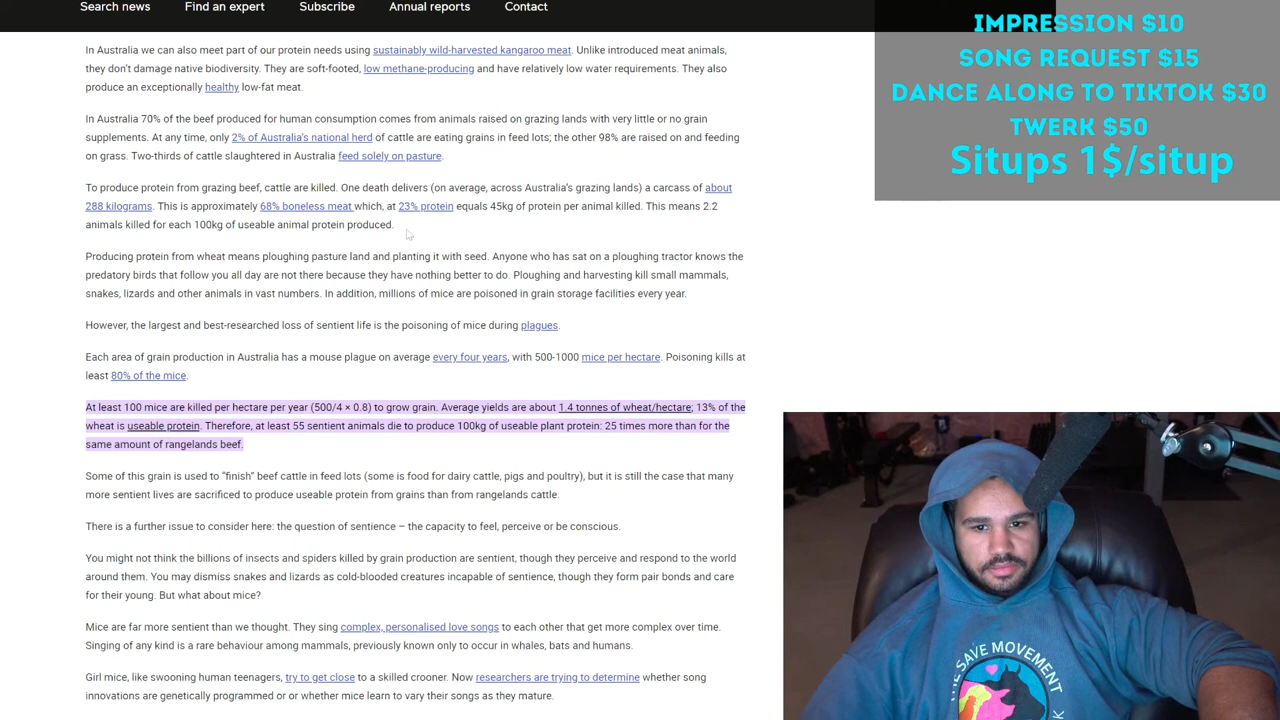 Search news Find an expert Subscribe Annual reports Contact
In Australia we can also meet part of our protein needs using sustainably wild-harvested kangaroo meat. Unlike introduced meat animals,
they don't damage native biodiversity. They are soft-footed, low methane-producing and have relatively low water requirements. They also
produce an exceptionally healthy low-fat meat.
In Australia 70% of the beef produced for human consumption comes from animals raised on grazing lands with very little or no grain
supplements. At any time, only 2% of Australia's national herd of cattle are eating grains in feed lots; the other 98% are raised on and feeding
on grass. Two-thirds of cattle slaughtered in Australia feed solely on pasture.
To produce protein from grazing beef, cattle are killed. One death delivers (on average, across Australia's grazing lands) a carcass of about
288 kilograms. This is approximately 68% boneless meat which, at 23% protein equals 45kg of protein per animal killed. This means 2.2
animals killed for each 100kg of useable animal protein produced.
Producing protein from wheat means ploughing pasture land and planting it with seed. Anyone who has sat on a ploughing tractor knows the
predatory birds that follow you all day are not there because they have nothing better to do. Ploughing and harvesting kill small mammals,
snakes, lizards and other animals in vast numbers. In addition, millions of mice are poisoned in grain storage facilities every year.
However, the largest and best-researched loss of sentient life is the poisoning of mice during plagues.
Each area of grain production in Australia has a mouse plague on average every four years, with 500-1000 mice per hectare. Poisoning kills at
least 80% of the mice.
At least 100 mice are killed per hectare per year (500/4 × 0.8) to grow grain. Average yields are about 1.4 tonnes of wheat/hectare; 13% of the
wheat is useable protein. Therefore, at least 55 sentient animals die to produce 100kg of useable plant protein: 25 times more than for the
same amount of rangelands beef.
Some of this grain is used to "finish" beef cattle in feed lots (some is food for dairy cattle, pigs and poultry), but it is still the case that many
more sentient lives are sacrificed to produce useable protein from grains than from rangelands cattle.
There is a further issue to consider here: the question of sentience – the capacity to feel, perceive or be conscious.
You might not think the billions of insects and spiders killed by grain production are sentient, though they perceive and respond to the world
around them. You may dismiss snakes and lizards as cold-blooded creatures incapable of sentience, though they form pair bonds and care
for their young. But what about mice?
Mice are far more sentient than we thought. They sing complex, personalised love songs to each other that get more complex over time.
Singing of any kind is a rare behaviour among mammals, previously known only to occur in whales, bats and humans.
Girl mice, like swooning human teenagers, try to get close to a skilled crooner. Now researchers are trying to determine whether song
innovations are genetically programmed or or whether mice learn to vary their songs as they mature.
IMPRESSION $10
SONG REQUEST $15
DANCE ALONG TO TIKTOK $30
TWERK $50
Situps 1$/situp
SAVE MOVEMENT